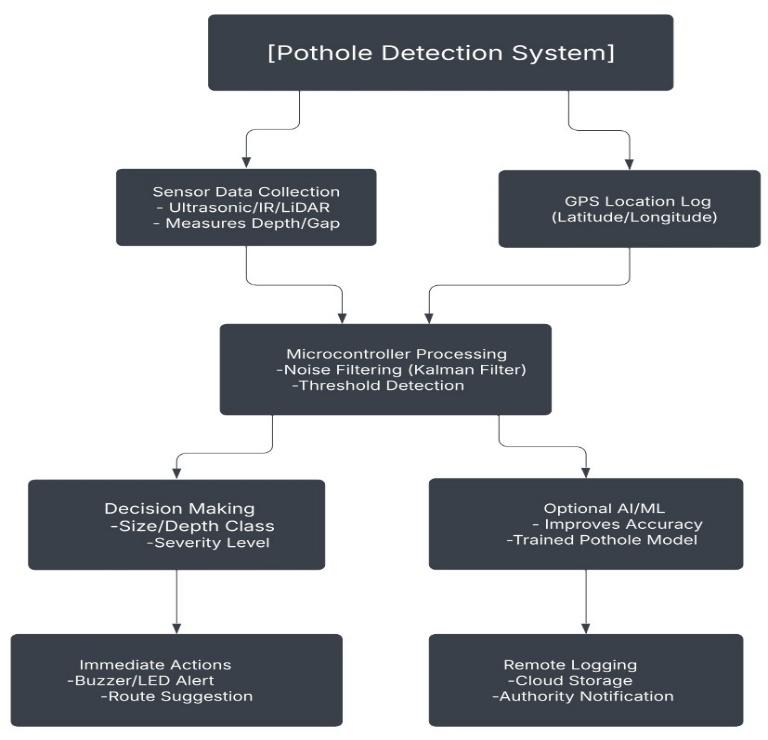 [Pothole Detection System]
Sensor Data Collection
- Ultrasonic/IR/LiDAR
- Measures Depth/Gap
GPS Location Log
(Latitude/Longitude)
Microcontroller Processing
-Noise Filtering (Kalman Filter)
-Threshold Detection
Decision Making
-Size/Depth Class
-Severity Level
Optional AI/ML
- Improves Accuracy
-Trained Pothole Model
Immediate Actions
-Buzzer/LED Alert
-Route Suggestion
Remote Logging
-Cloud Storage
-Authority Notification